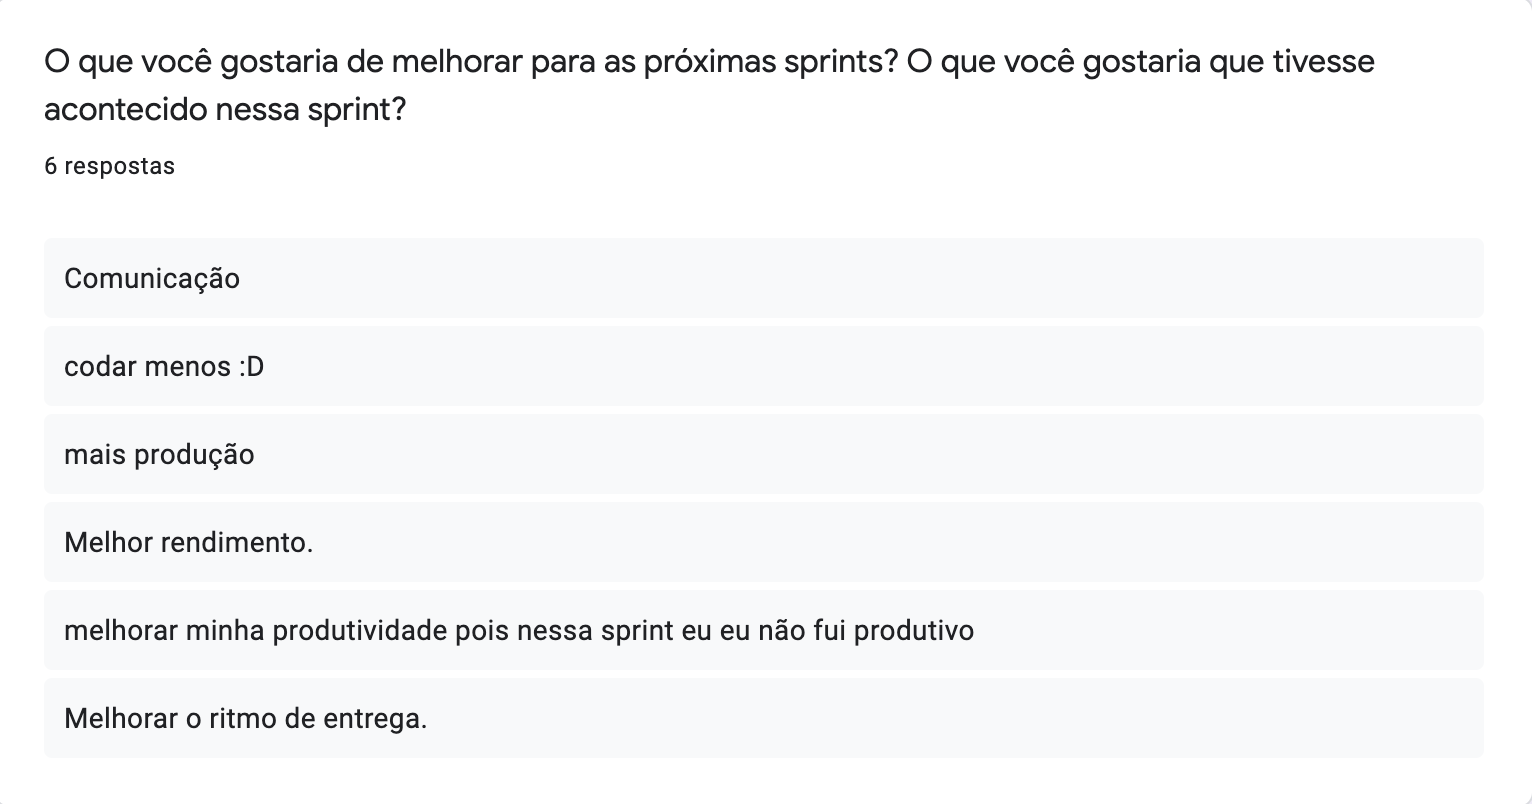 O que você gostaria de melhorar para as próximas sprints? O que você gostaria que tivesse
acontecido nessa sprint?
6 respostas
Comunicação
codar menos :D
mais produção
Melhor rendimento.
melhorar minha produtividade pois nessa sprint eu eu não fui produtivo
Melhorar o ritmo de entrega.